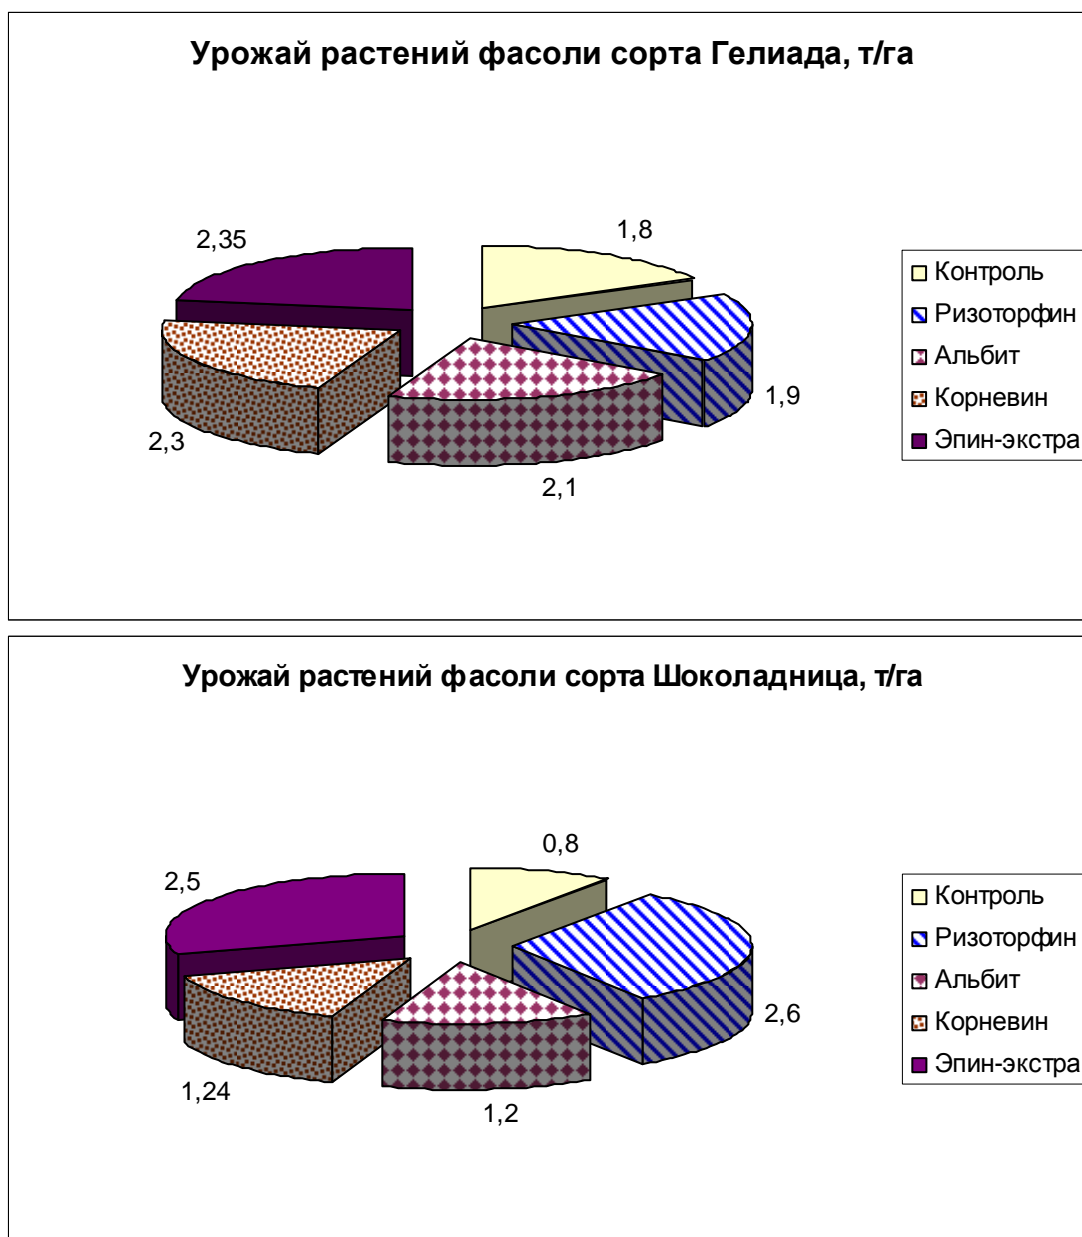 Урожай растений фасоли сорта Гелиада, т/га
2,35
1,8
1,9
2,1
2,3
Контроль
Ризоторфин
Альбит
Корневин
Эпин-экстра
Урожай растений фасоли сорта Шоколадница, т/га
0,8
2,5
2,6
1,24
1,2
Контроль
Ризоторфин
Альбит
Корневин
Эпин-экстра